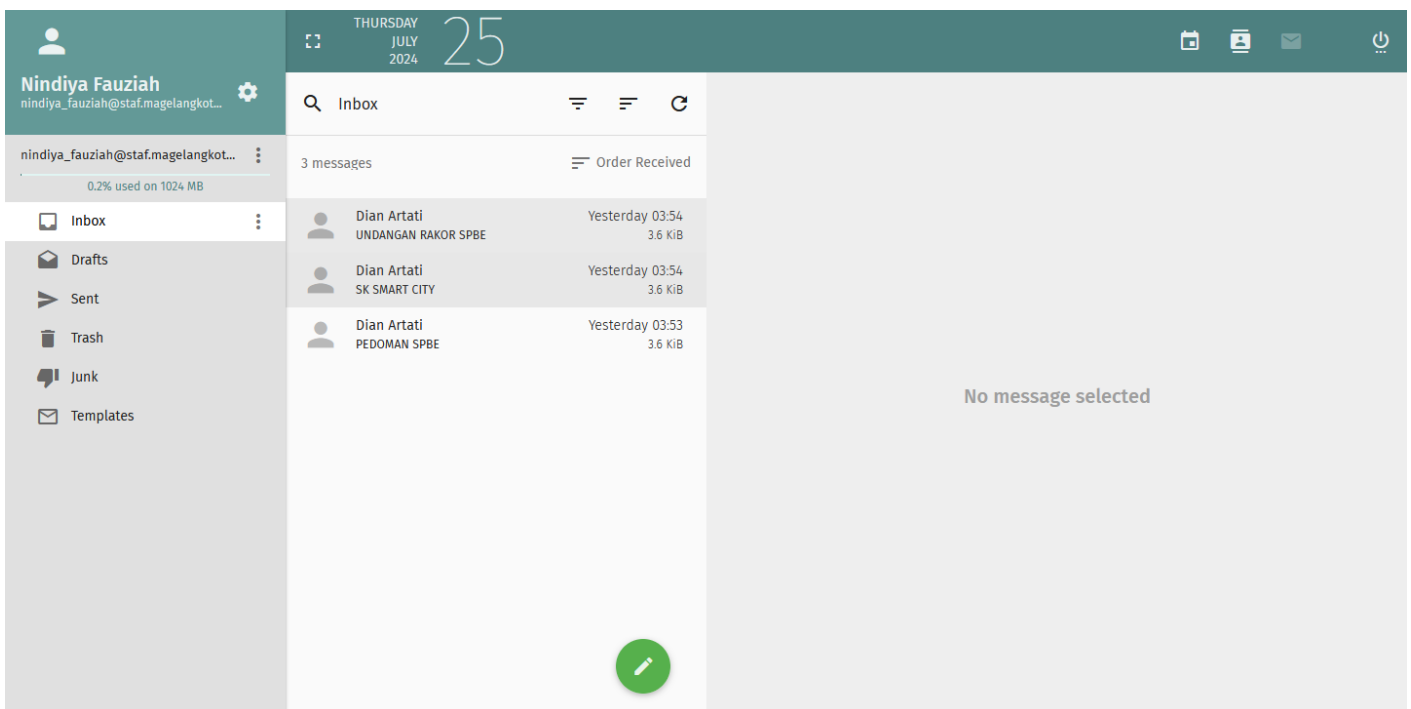 Nindiya Fauziah
nindiya_fauziah@staf.magelangkot...
nindiya_fauziah@staf.magelangkot...
0.2% used on 1024 MB
Inbox
Drafts
Sent
Trash
Junk
Templates
THURSDAY
JULY
2024
25
Inbox
3 messages
Order Received
Dian Artati Yesterday 03:54
UNDANGAN RAKOR SPBE 3.6 KiB
Dian Artati Yesterday 03:54
SK SMART CITY 3.6 KiB
Dian Artati Yesterday 03:53
PEDOMAN SPBE 3.6 KiB
No message selected